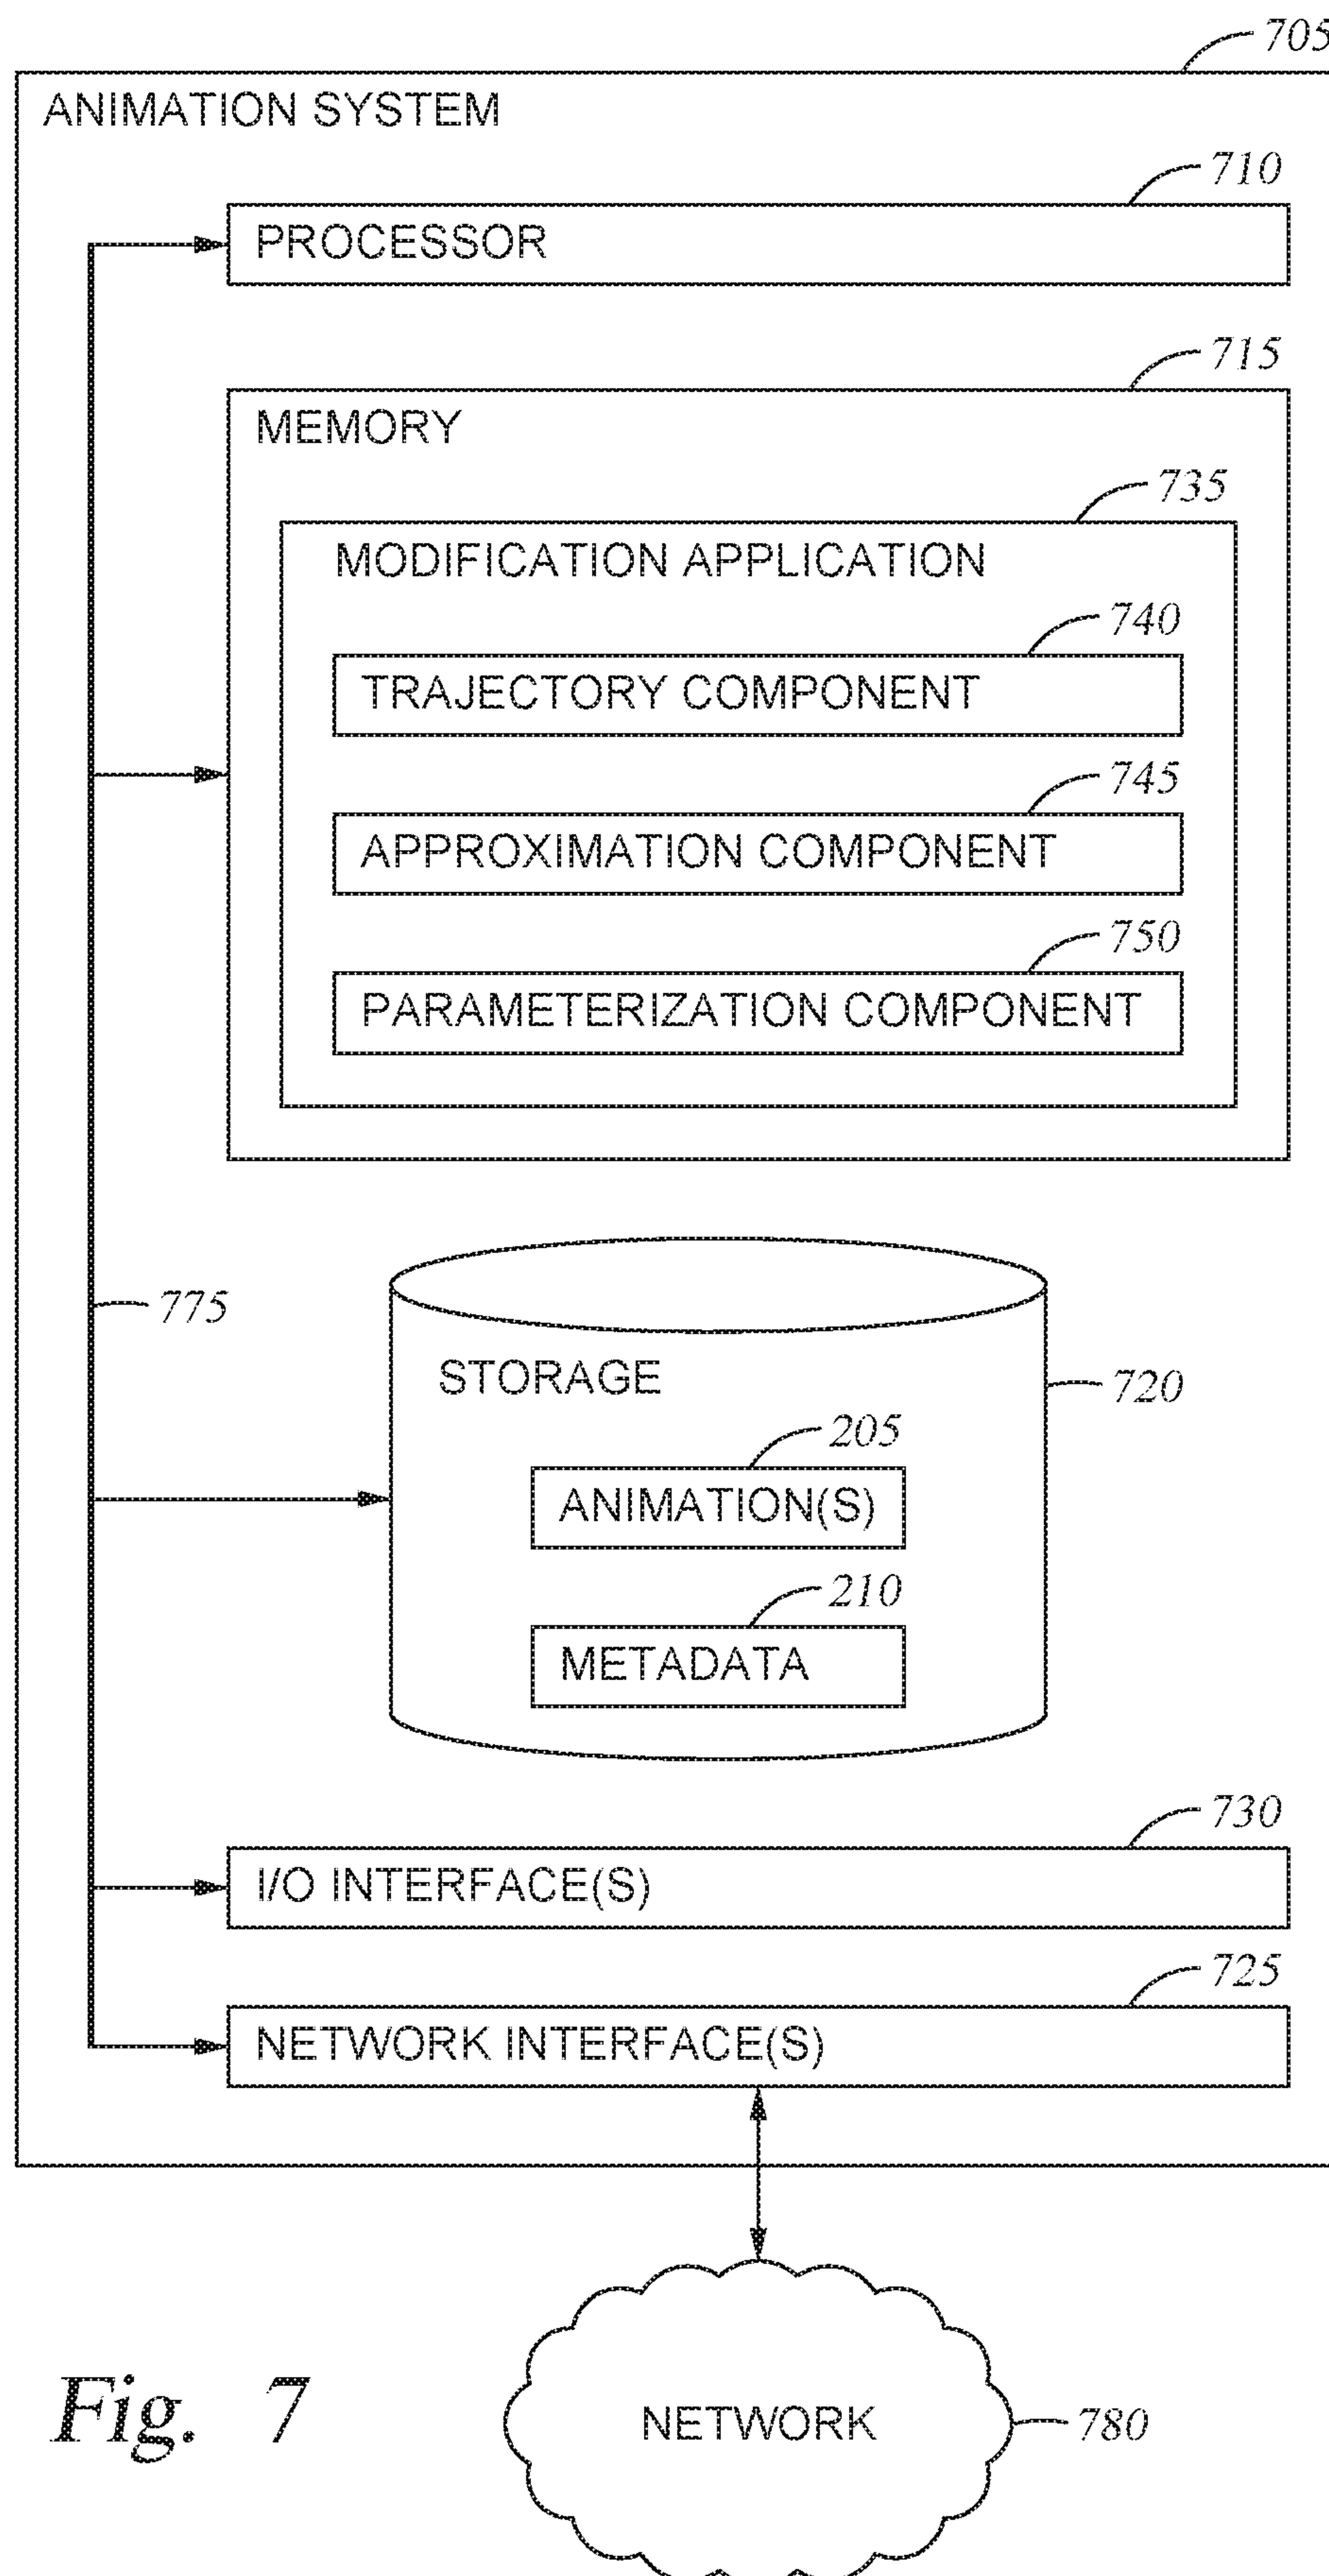 705
ANIMATION SYSTEM
710
PROCESSOR
715
MEMORY
735
MODIFICATION APPLICATION
740
TRAJECTORY COMPONENT
745
APPROXIMATION COMPONENT
750
PARAMETERIZATION COMPONENT
775
STORAGE
720
205
ANIMATION(S)
210
METADATA
730
I/O INTERFACE(S)
725
NETWORK INTERFACE(S)
Fig. 7
NETWORK
780